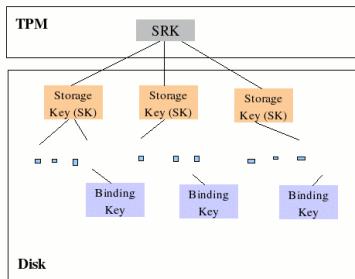 TPM
SRK
Storage
Key (SK)
Storage
Key (SK)
Storage
Key (SK)
Binding
Key
Binding
Key
Binding
Key
Disk